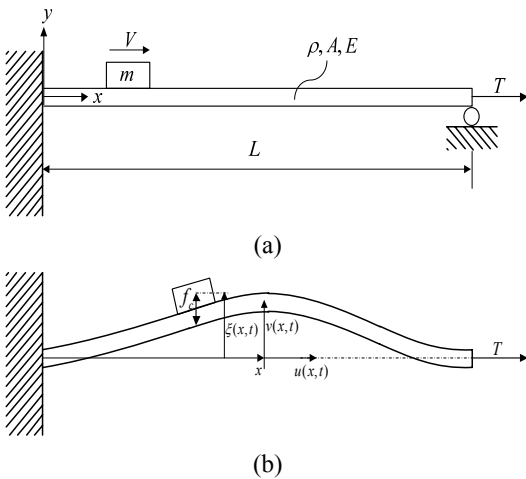 y
V
m
ρ, A, E
T
x
L
(a)
f_c
ξ(x,t)
v(x,t)
x
u(x,t)
T
(b)